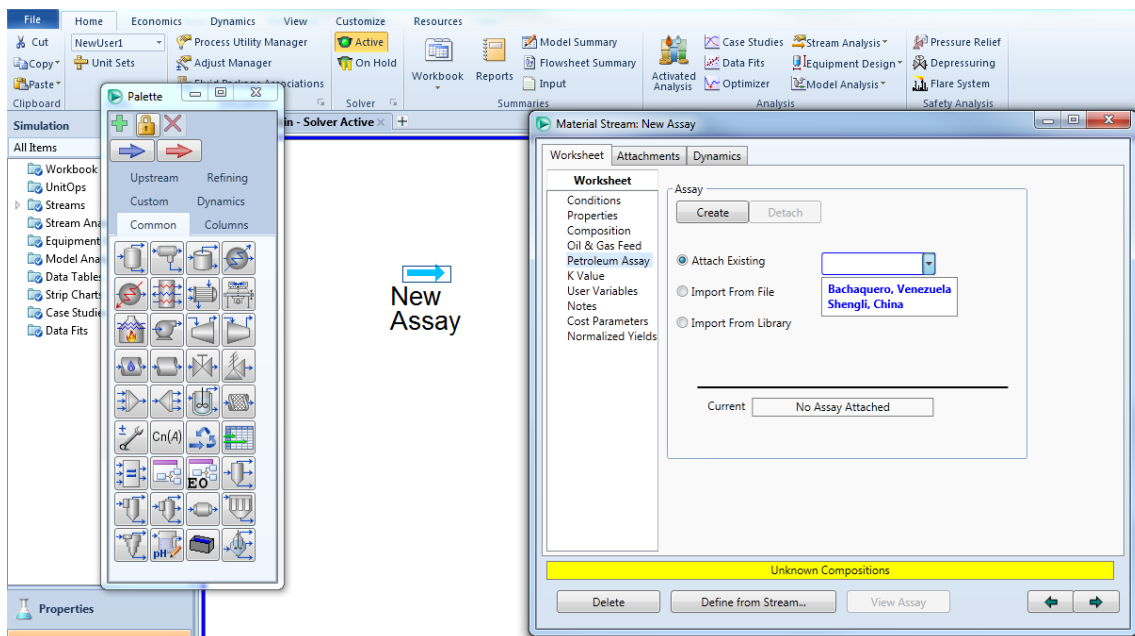 File Home Economics Dynamics View Customize Resources
Cut NewUser1 Process Utility Manager Active Model Summary Case Studies Stream Analysis Pressure Relief
Copy Unit Sets Adjust Manager On Hold Workbook Reports Flowsheet Summary Activated Analysis Data Fits Equipment Design Depressuring
Paste Input Optimizer Model Analysis Flare System
Clipboard Solver Summaries Analysis Safety Analysis
Simulation
All Items
Workbook
UnitOps
Streams
Stream Ana
Equipment
Model Ana
Data Tables
Strip Charts
Case Studie
Data Fits
Properties
Palette
Upstream Refining
Custom Dynamics
Common Columns
Cn(A)
EO
pH
in - Solver Active
New
Assay
Material Stream: New Assay
Worksheet Attachments Dynamics
Worksheet
Conditions
Properties
Composition
Oil & Gas Feed
Petroleum Assay
K Value
User Variables
Notes
Cost Parameters
Normalized Yields
Assay
Create Detach
Attach Existing
Bachaquero, Venezuela
Shengli, China
Import From File
Import From Library
Current No Assay Attached
Unknown Compositions
Delete Define from Stream... View Assay